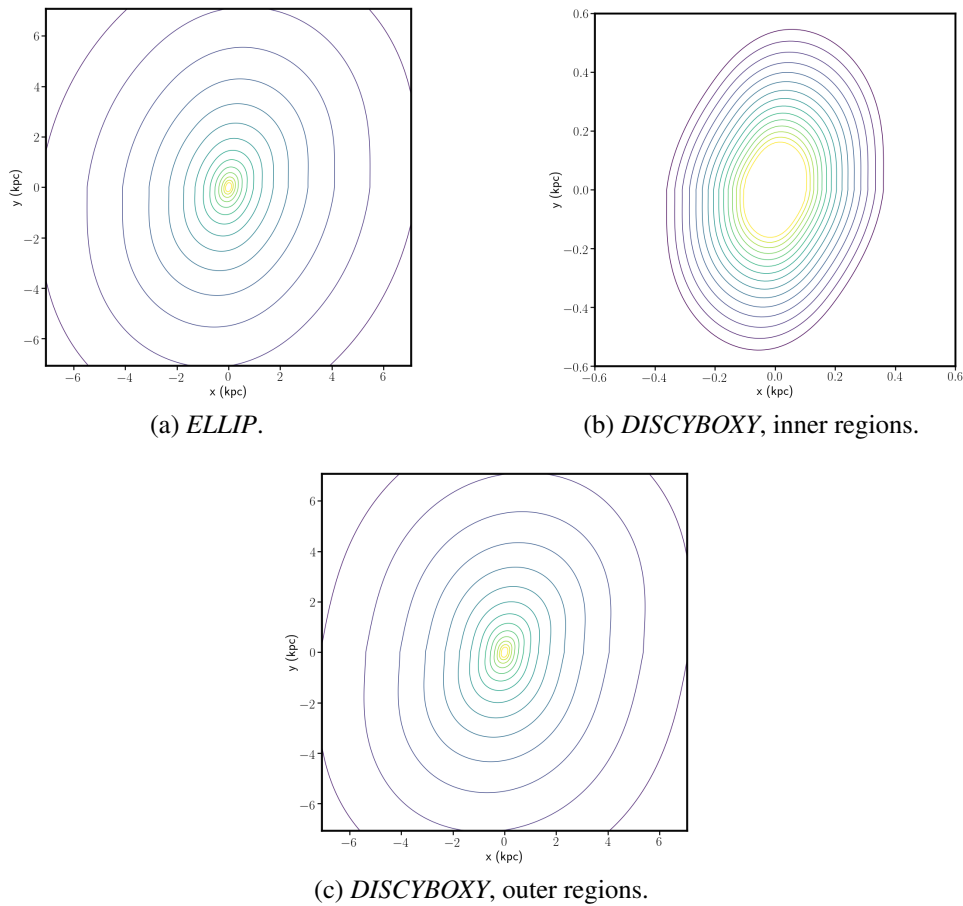 6
4
2
0
−2
−4
−6
y (kpc)
−6 −4 −2 0 2 4 6
x (kpc)
(a) ELLIP.
0.6
0.4
0.2
0.0
−0.2
−0.4
−0.6
y (kpc)
−0.6 −0.4 −0.2 0.0 0.2 0.4 0.6
x (kpc)
(b) DISCYBOXY, inner regions.
6
4
2
0
−2
−4
−6
y (kpc)
−6 −4 −2 0 2 4 6
x (kpc)
(c) DISCYBOXY, outer regions.